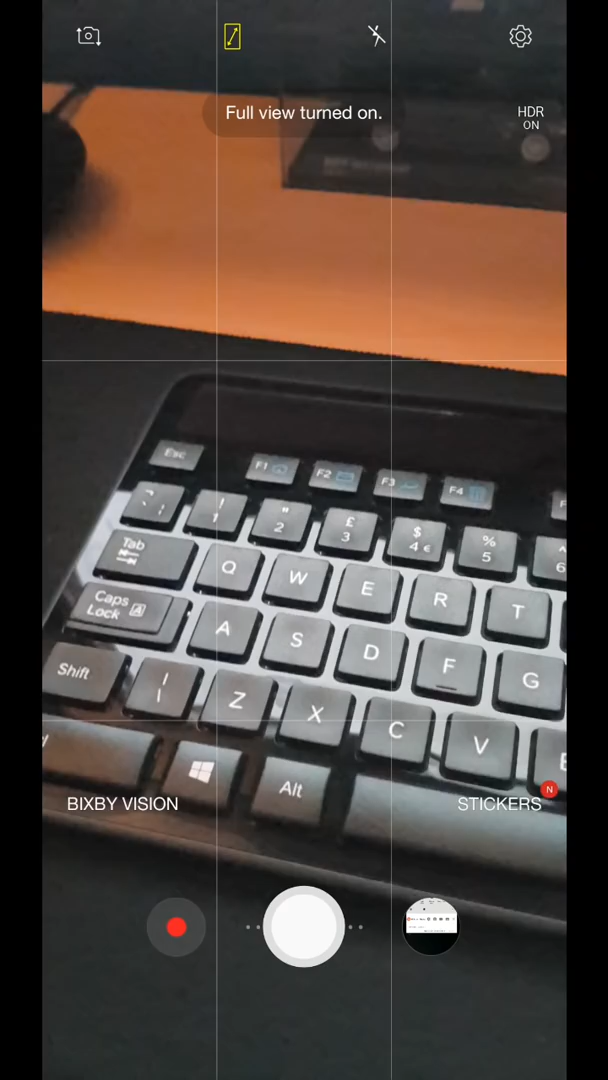 Full view turned on.
HDR
ON
Esc
F1
F2
F3
F4
F
! 1
" 2
£ 3
$ 4 €
% 5
^ 6
Tab
Q
W
E
R
T
Caps
Lock A
A
S
D
F
G
Shift
| \
Z
X
C
V
Alt
BIXBY VISION
STICKERS
N